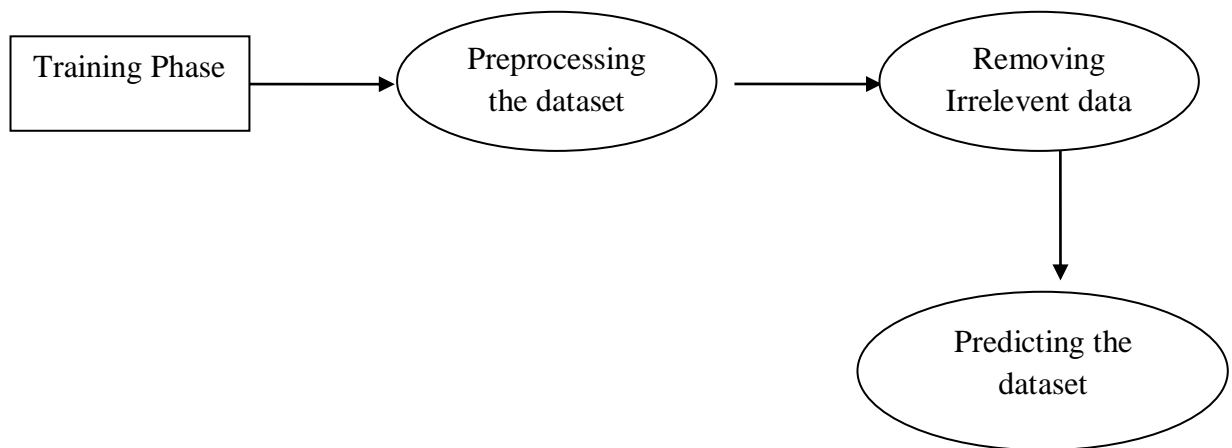 Training Phase
Preprocessing
the dataset
Removing
Irrelevent data
Predicting the
dataset